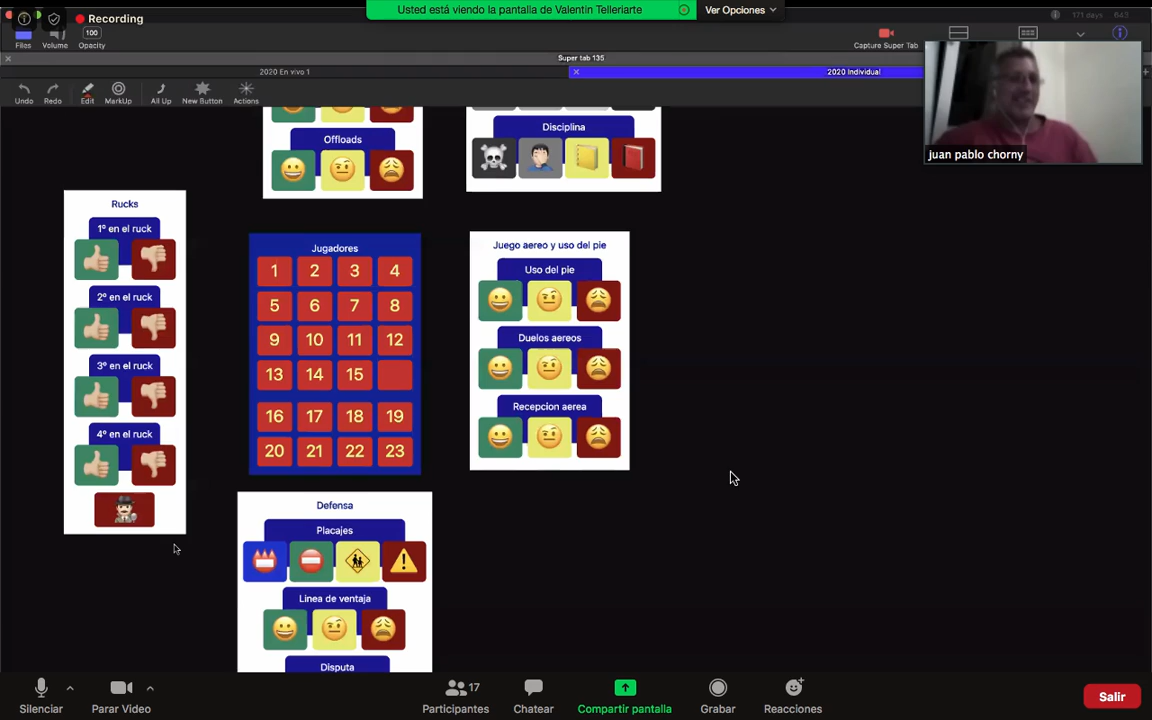 Recording
Usted está viendo la pantalla de Valentin Telleriarte
Ver Opciones
171 days
642
Files
Volume
100
Opacity
Capture Super Tab
Super tab 135
2020 En vivo 1
2020 Individual
Undo
Redo
Edit
MarkUp
All Up
New Button
Actions
juan pablo chorny
Offloads
Disciplina
Rucks
1º en el ruck
2º en el ruck
3º en el ruck
4º en el ruck
Jugadores
1 2 3 4
5 6 7 8
9 10 11 12
13 14 15
16 17 18 19
20 21 22 23
Juego aereo y uso del pie
Uso del pie
Duelos aereos
Recepcion aerea
Defensa
Placajes
Linea de ventaja
Disputa
Silenciar
Parar Video
17
Participantes
Chatear
Compartir pantalla
Grabar
Reacciones
Salir